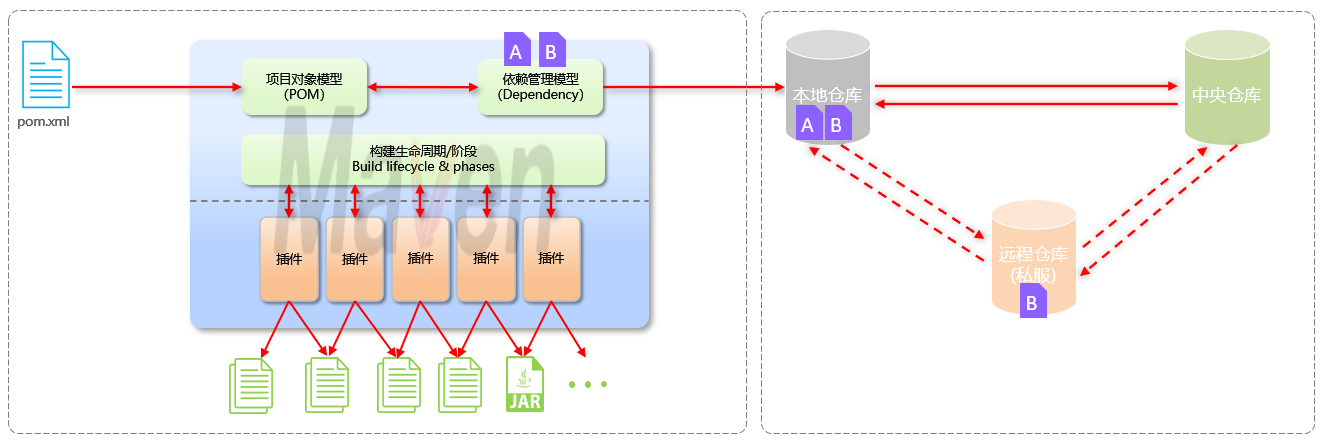 pom.xml
A
B
项目对象模型
（POM）
依赖管理模型
（Dependency）
构建生命周期/阶段
Build lifecycle & phases
Maven
插件
插件
插件
插件
插件
JAR
本地仓库
A
B
中央仓库
远程仓库
(私服)
B